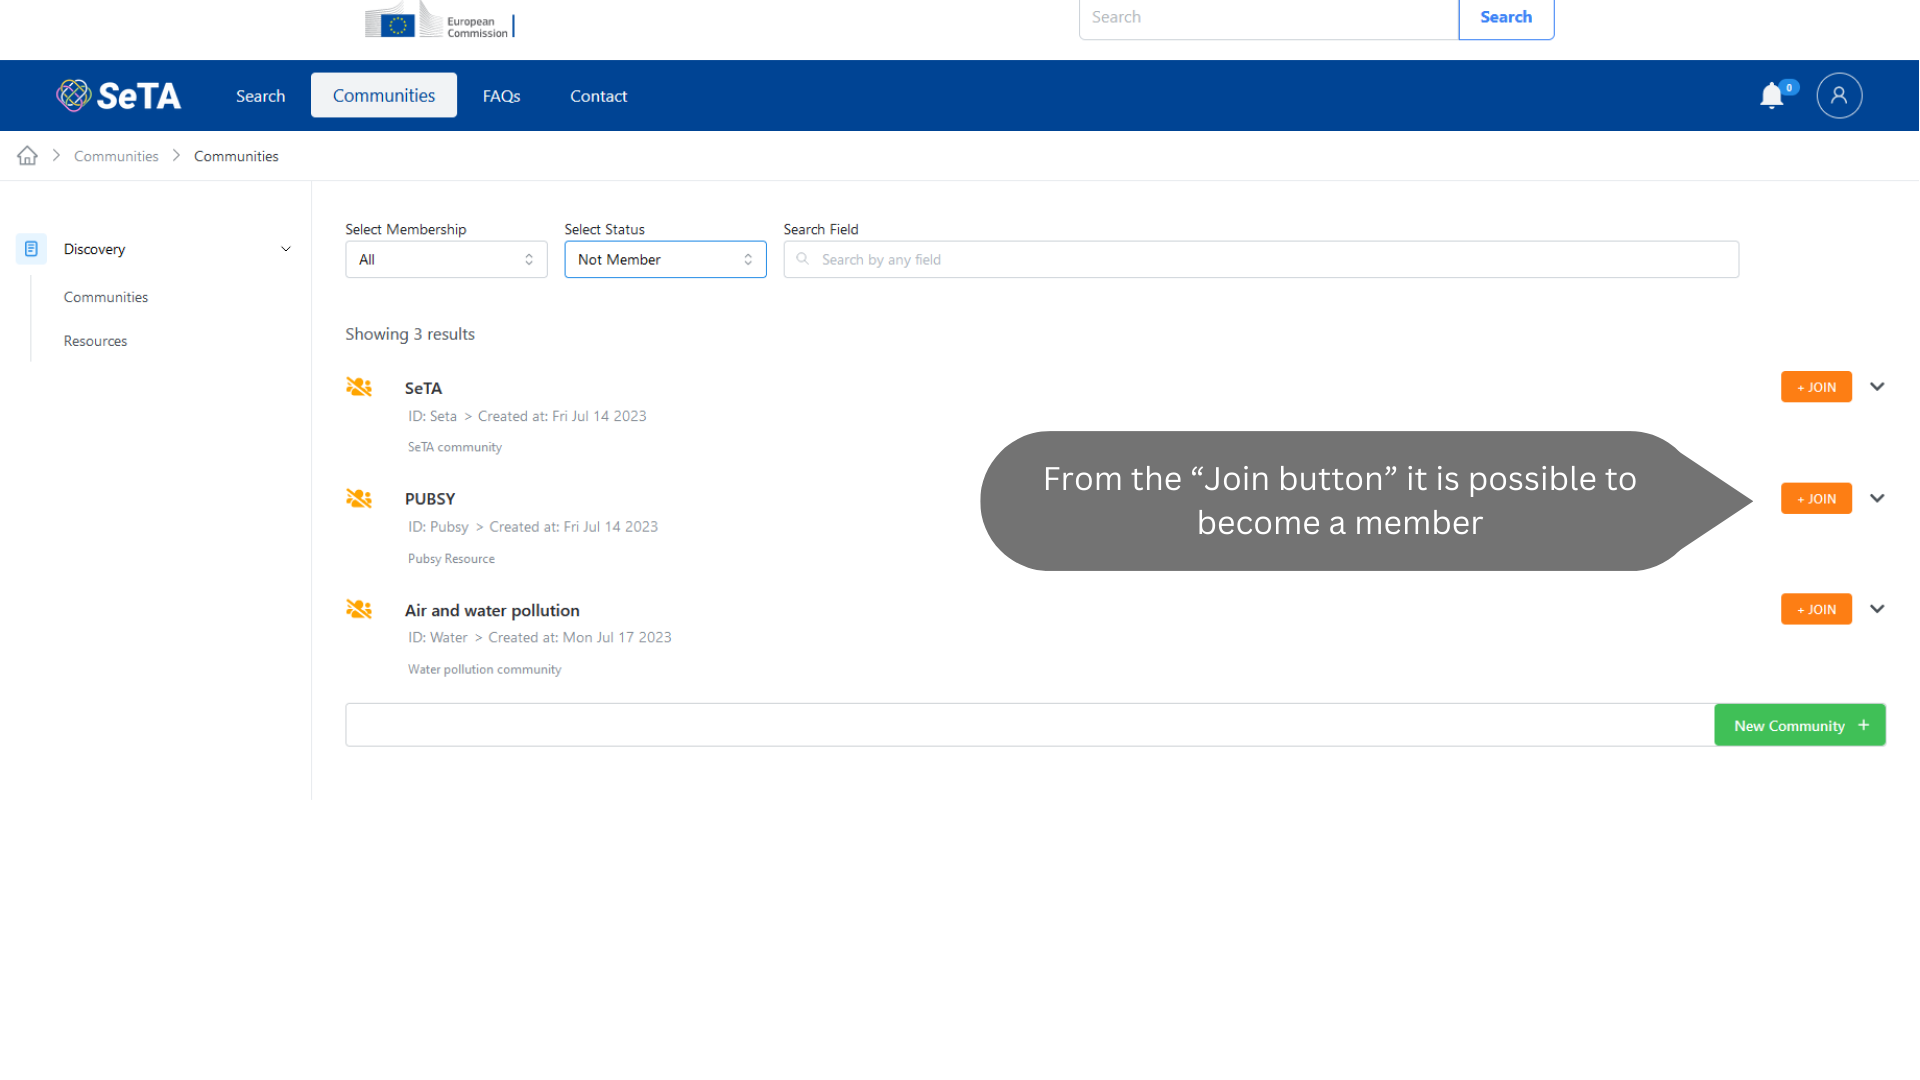 European
Commission
Search
Search
SeTA
Search
Communities
FAQs
Contact
0
Communities
Communities
Discovery
Communities
Resources
Select Membership
All
Select Status
Not Member
Search Field
Search by any field
Showing 3 results
SeTA
ID: Seta > Created at: Fri Jul 14 2023
SeTA community
+ JOIN
PUBSY
ID: Pubsy > Created at: Fri Jul 14 2023
Pubsy Resource
+ JOIN
From the “Join button” it is possible to
become a member
Air and water pollution
ID: Water > Created at: Mon Jul 17 2023
Water pollution community
+ JOIN
New Community +